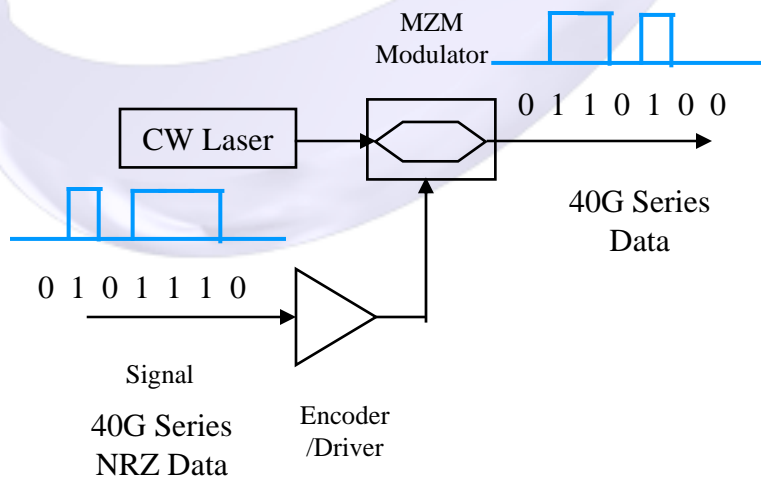 MZM
Modulator
0 1 1 0 1 0 0
CW Laser
40G Series
Data
0 1 0 1 1 1 0
Signal
40G Series
NRZ Data
Encoder
/Driver